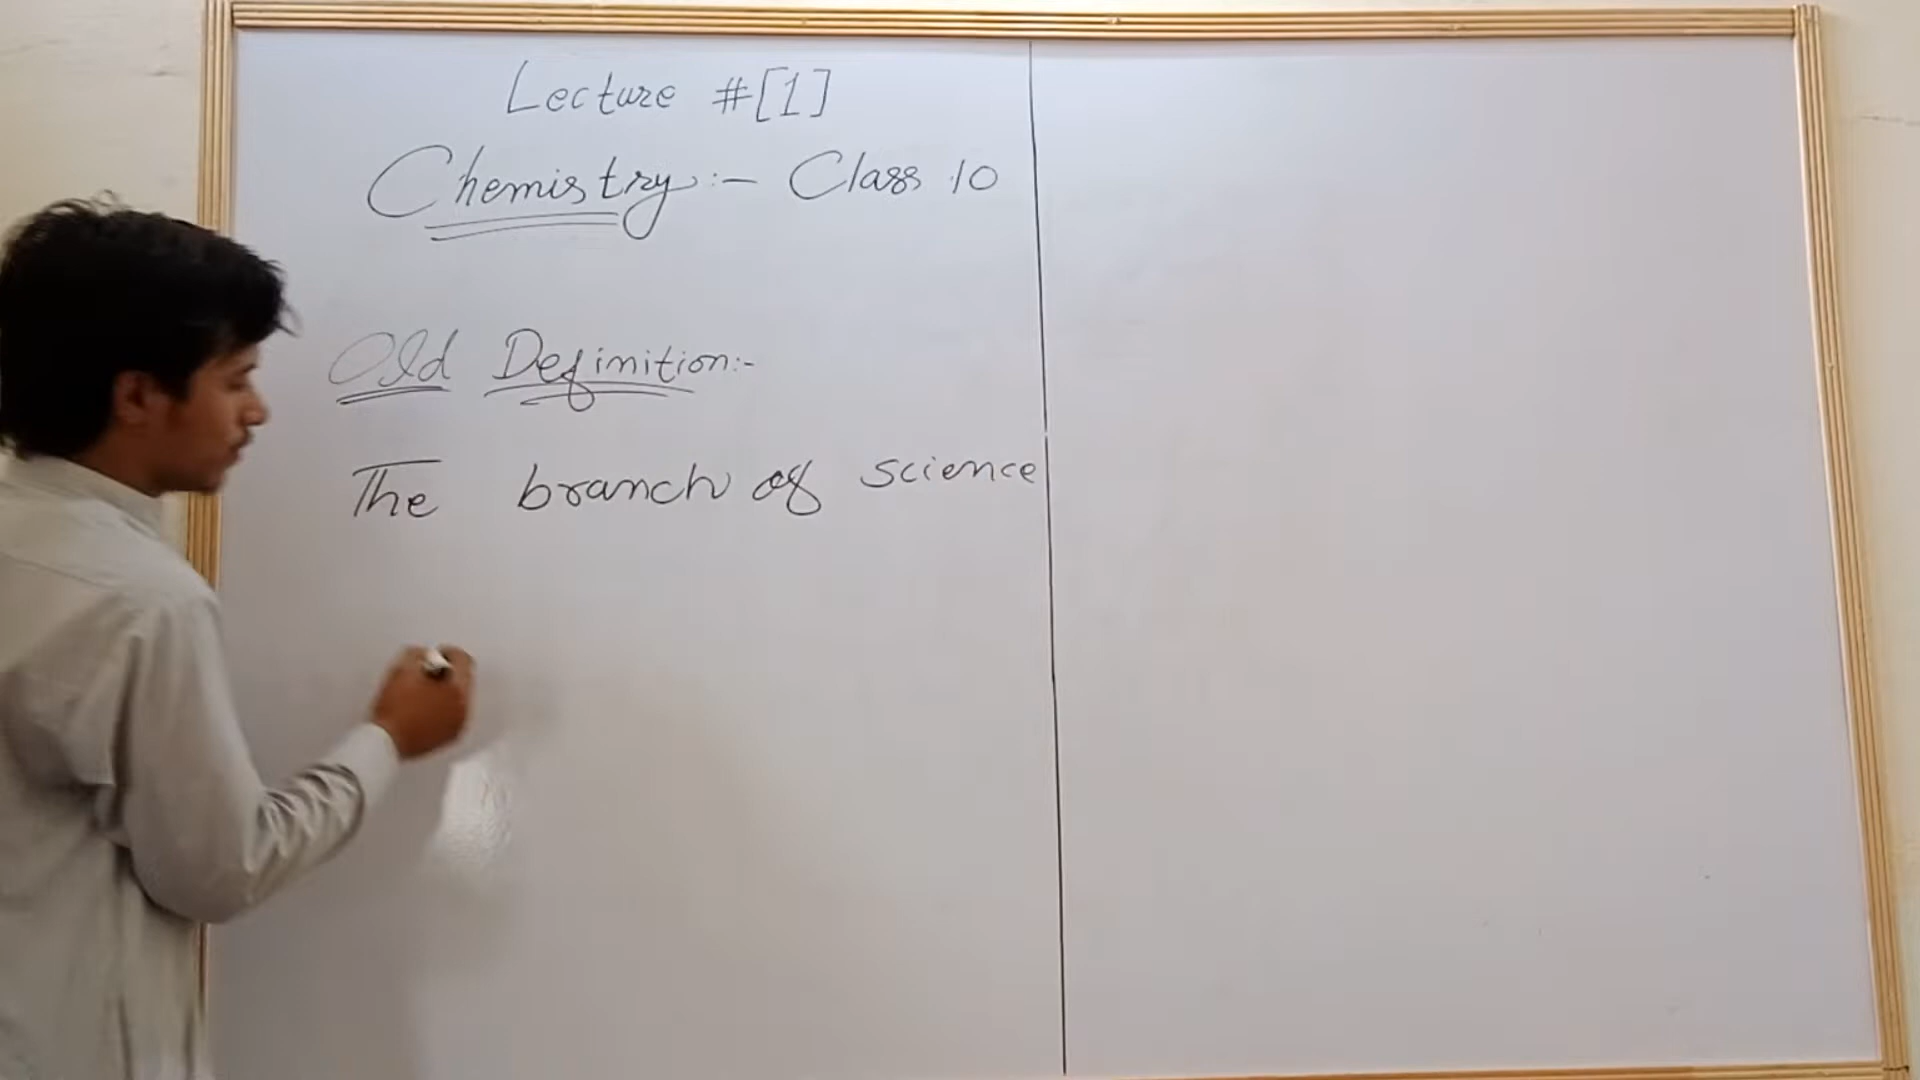 Lecture #[1]
Chemistry:- Class 10
Old Definition:-
The branch of science